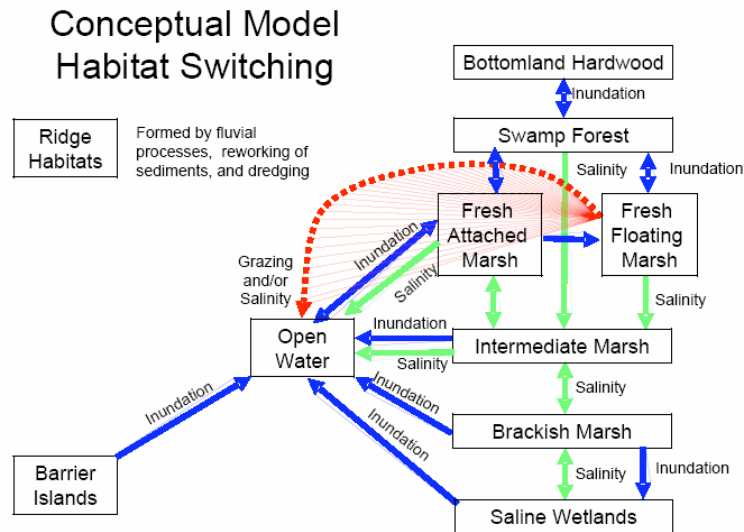 Conceptual Model
Habitat Switching
Bottomland Hardwood
Inundation
Swamp Forest
Ridge
Habitats
Formed by fluvial
processes, reworking of
sediments, and dredging
Salinity
Inundation
Fresh
Attached
Marsh
Fresh
Floating
Marsh
Inundation
Salinity
Grazing
and/or
Salinity
Salinity
Open
Water
Inundation
Intermediate Marsh
Salinity
Salinity
Inundation
Inundation
Brackish Marsh
Inundation
Salinity
Inundation
Barrier
Islands
Saline Wetlands